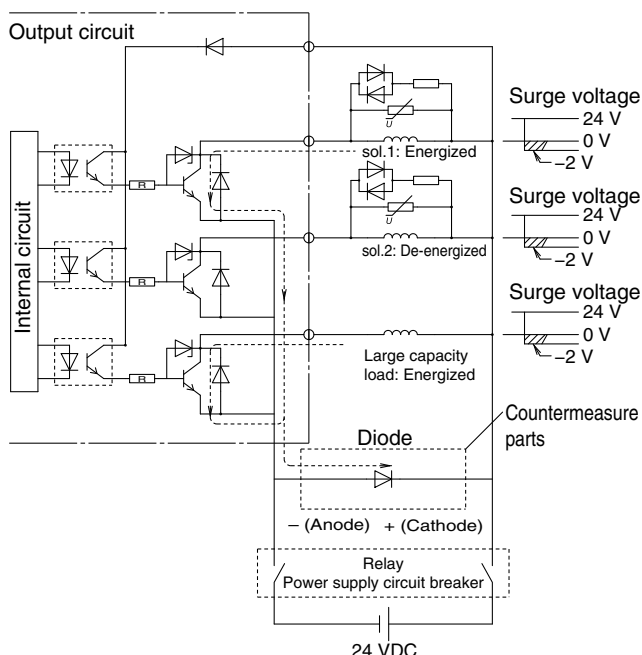 Output circuit
Internal circuit
R
R
R
υ
υ
sol.1: Energized
sol.2: De-energized
Large capacity
load: Energized
Surge voltage
24 V
0 V
−2 V
Surge voltage
24 V
0 V
−2 V
Surge voltage
24 V
0 V
−2 V
Countermeasure
parts
Diode
− (Anode) + (Cathode)
Relay
Power supply circuit breaker
24 VDC